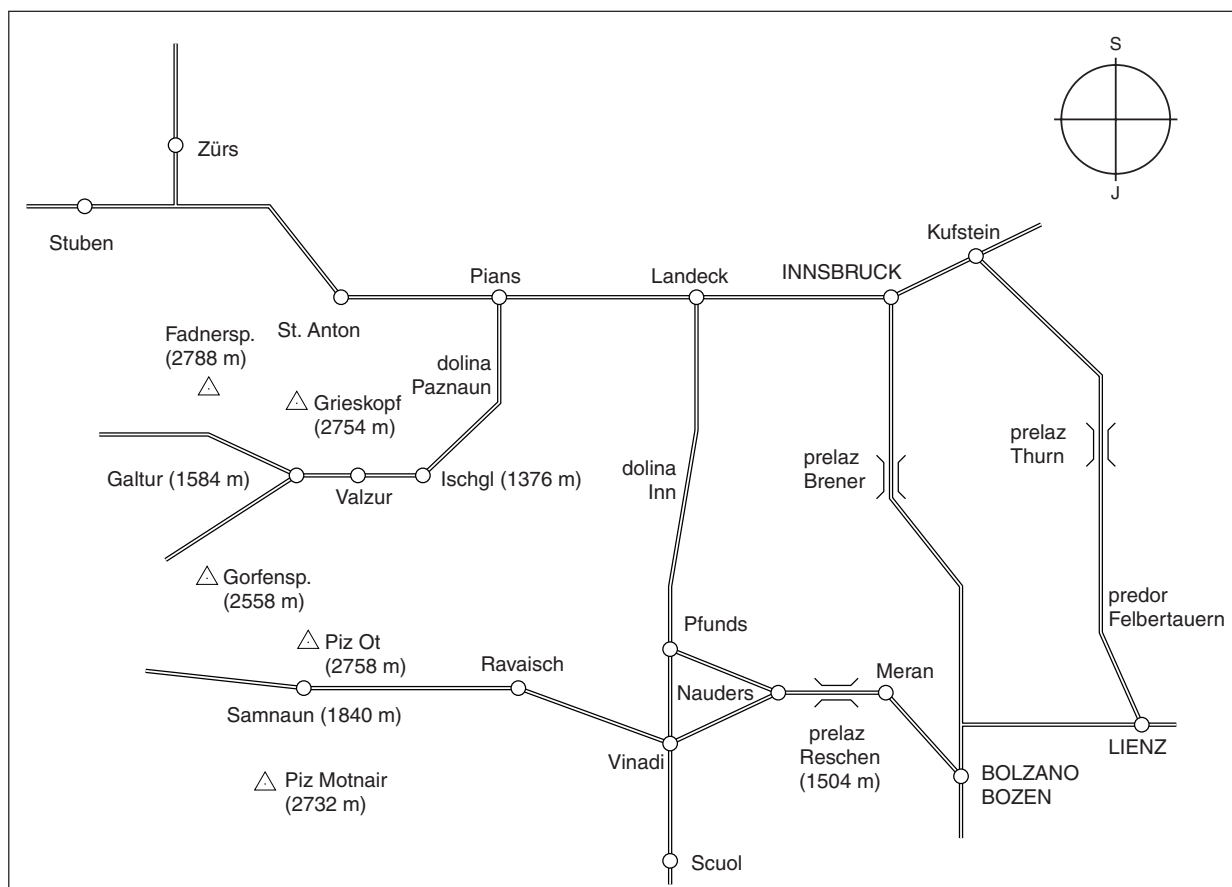 S
J
Zürs
Stuben
Kufstein
Pians
Landeck
INNSBRUCK
St. Anton
Fadnersp.
(2788 m)
dolina
Paznaun
Grieskopf
(2754 m)
prelaz
Thurn
prelaz
Brener
dolina
Inn
Galtur (1584 m)
Valzur
Ischgl (1376 m)
Gorfensp.
(2558 m)
predor
Felbertauern
Piz Ot
(2758 m)
Pfunds
Ravaisch
Nauders
Meran
Samnaun (1840 m)
prelaz
Reschen
(1504 m)
Vinadi
LIENZ
Piz Motnair
(2732 m)
BOLZANO
BOZEN
Scuol